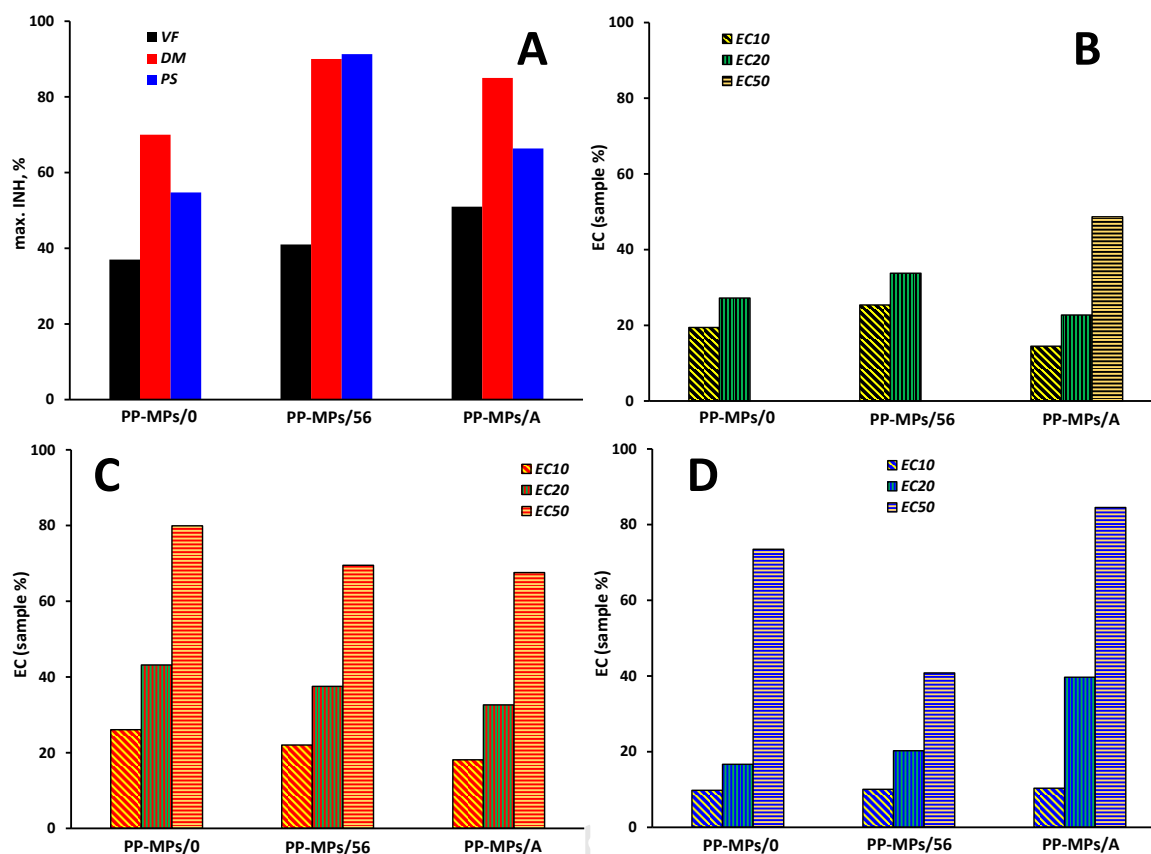 A
VF
DM
PS
max. INH, %
100
80
60
40
20
0
PP-MPs/0 PP-MPs/56 PP-MPs/A
B
EC10
EC20
EC50
EC (sample %)
100
80
60
40
20
0
PP-MPs/0 PP-MPs/56 PP-MPs/A
C
EC10
EC20
EC50
EC (sample %)
100
80
60
40
20
0
PP-MPs/0 PP-MPs/56 PP-MPs/A
D
EC10
EC20
EC50
EC (sample %)
100
80
60
40
20
0
PP-MPs/0 PP-MPs/56 PP-MPs/A